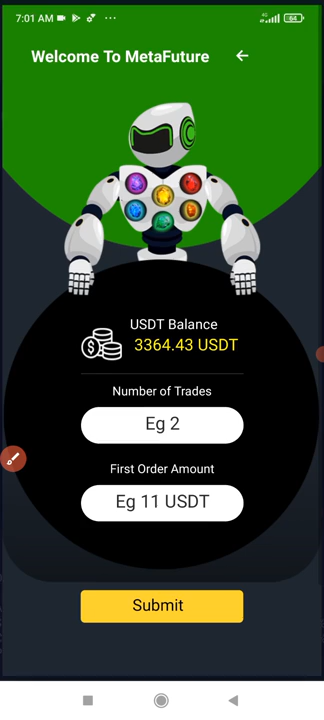 7:01 AM
4G
64
Welcome To MetaFuture
USDT Balance
3364.43 USDT
Number of Trades
Eg 2
First Order Amount
Eg 11 USDT
Submit